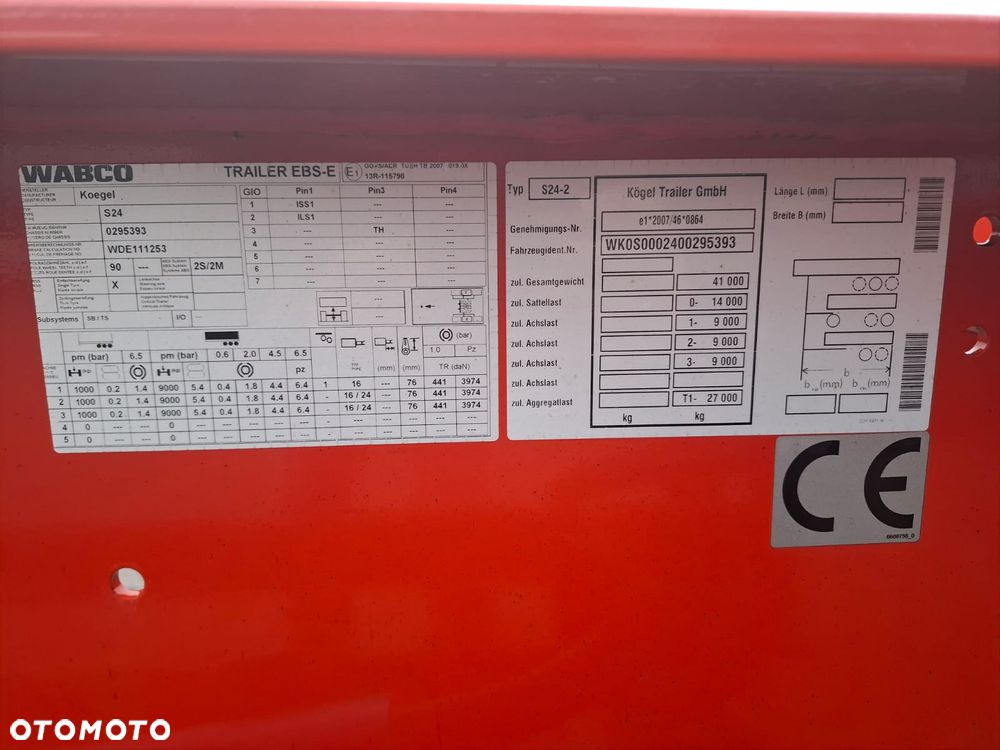 WABCO TRAILER EBS-E E1 13R-115796
Koegel
S24
0295393
WDE111253
90 --- 2S/2M
X
Subsystems SB/TS I/O ---
GIO Pin1 Pin3 Pin4
1 ISS1 --- ---
2 ILS1 --- ---
3 --- TH ---
4 --- --- ---
5 --- --- ---
6 --- --- ---
7 --- --- ---
(bar)
1.0 Pz
pm (bar) 6.5 pm (bar) 0.6 2.0 4.5 6.5
pz (mm) (mm) TR (daN)
1 1000 0.2 1.4 9000 5.4 0.4 1.8 4.4 6.4 1 16 --- 76 441 3974
2 1000 0.2 1.4 9000 5.4 0.4 1.8 4.4 6.4 - 16 / 24 --- 76 441 3974
3 1000 0.2 1.4 9000 5.4 0.4 1.8 4.4 6.4 - 16 / 24 --- 76 441 3974
4 0 --- --- 0 --- --- --- --- --- - --- --- --- --- ---
5 0 --- --- 0 --- --- --- --- --- - --- --- --- --- ---
Typ S24-2
Kögel Trailer GmbH
Genehmigungs-Nr. e1*2007/46*0864
Fahrzeugident.Nr. WK0S0002400295393
zul. Gesamtgewicht 41 000
zul. Sattellast 0- 14 000
zul. Achslast 1- 9 000
zul. Achslast 2- 9 000
zul. Achslast 3- 9 000
zul. Achslast
zul. Aggregatlast T1- 27 000
kg kg
Länge L (mm)
Breite B (mm)
b
b (m/p) b (mm)
CE
OTOMOTO